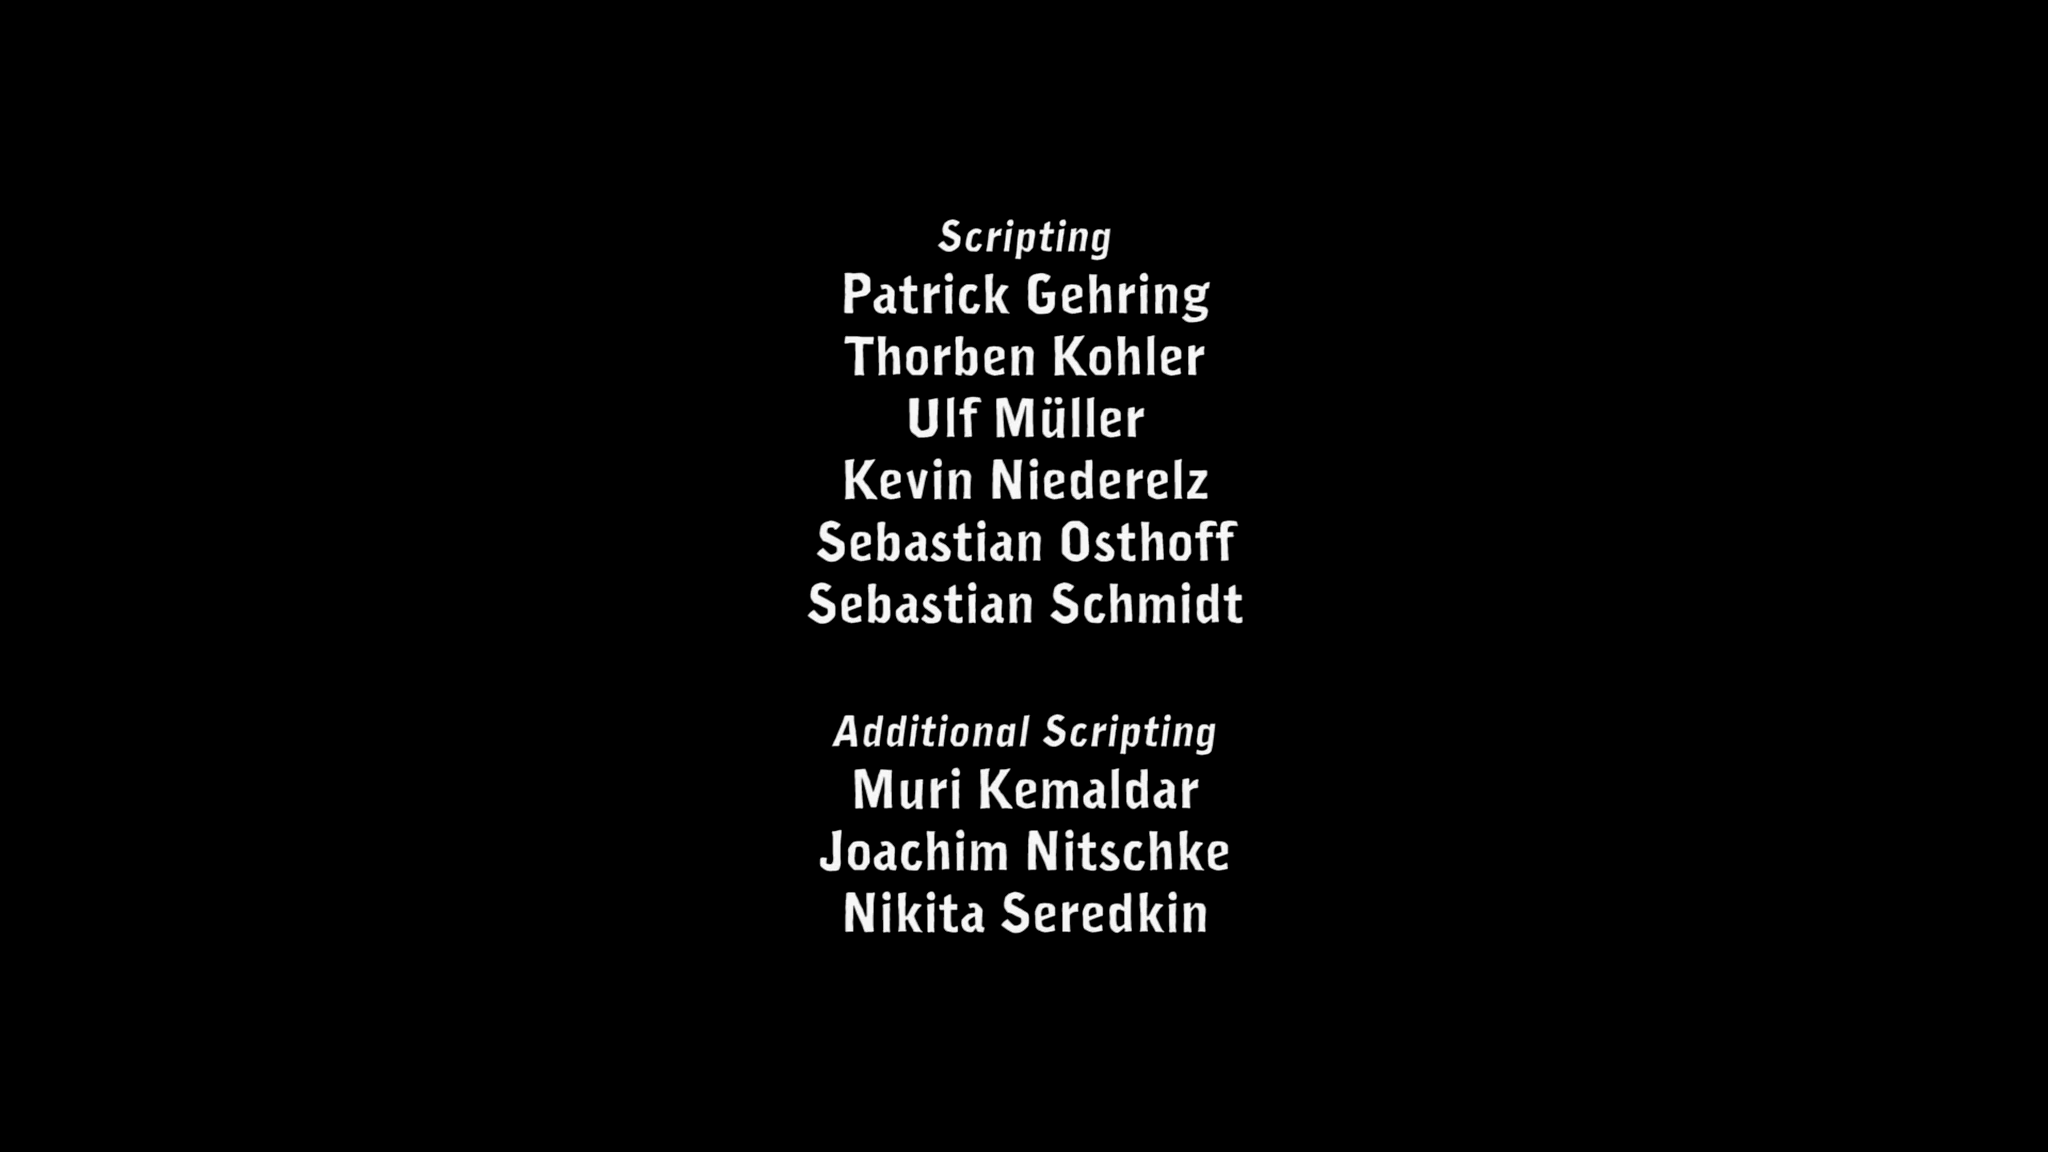 Scripting
Patrick Gehring
Thorben Kohler
Ulf Müller
Kevin Niederelz
Sebastian Osthoff
Sebastian Schmidt
Additional Scripting
Muri Kemaldar
Joachim Nitschke
Nikita Seredkin